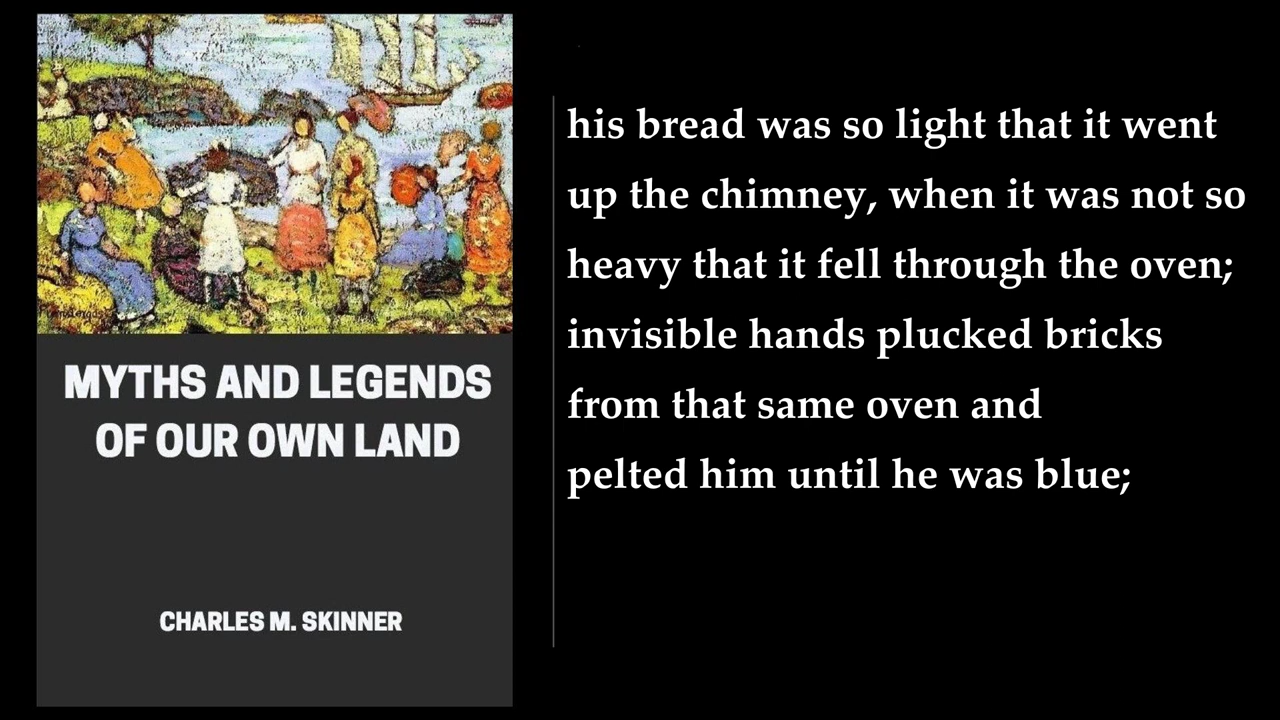 MYTHS AND LEGENDS
OF OUR OWN LAND
CHARLES M. SKINNER
his bread was so light that it went
up the chimney, when it was not so
heavy that it fell through the oven;
invisible hands plucked bricks
from that same oven and
pelted him until he was blue;